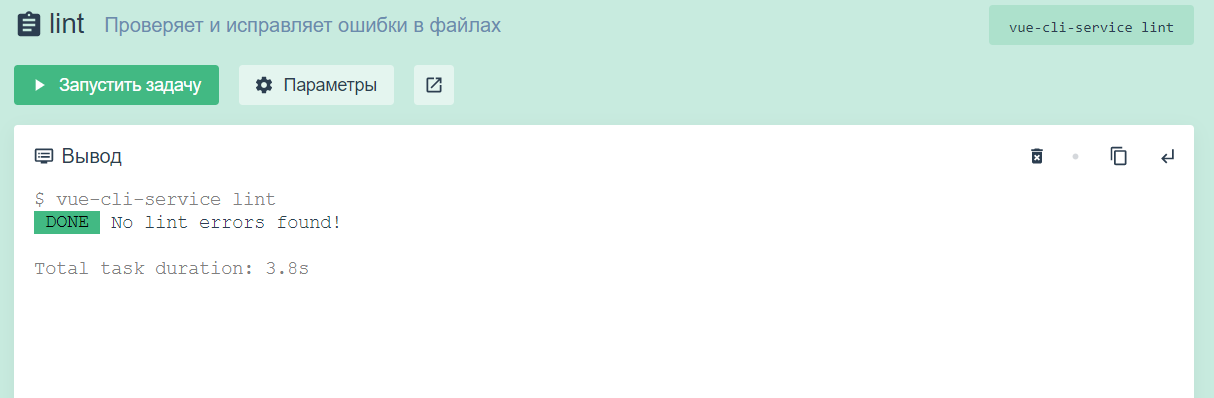 lint Проверяет и исправляет ошибки в файлах vue-cli-service lint
Запустить задачу Параметры
Вывод
$ vue-cli-service lint
DONE No lint errors found!
Total task duration: 3.8s